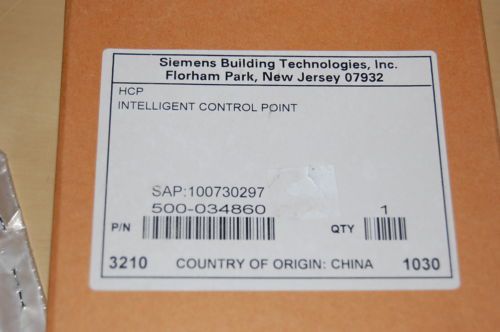 Siemens Building Technologies, Inc.
Florham Park, New Jersey 07932
HCP
INTELLIGENT CONTROL POINT
SAP:100730297
500-034860 1
P/N QTY
3210 COUNTRY OF ORIGIN: CHINA 1030